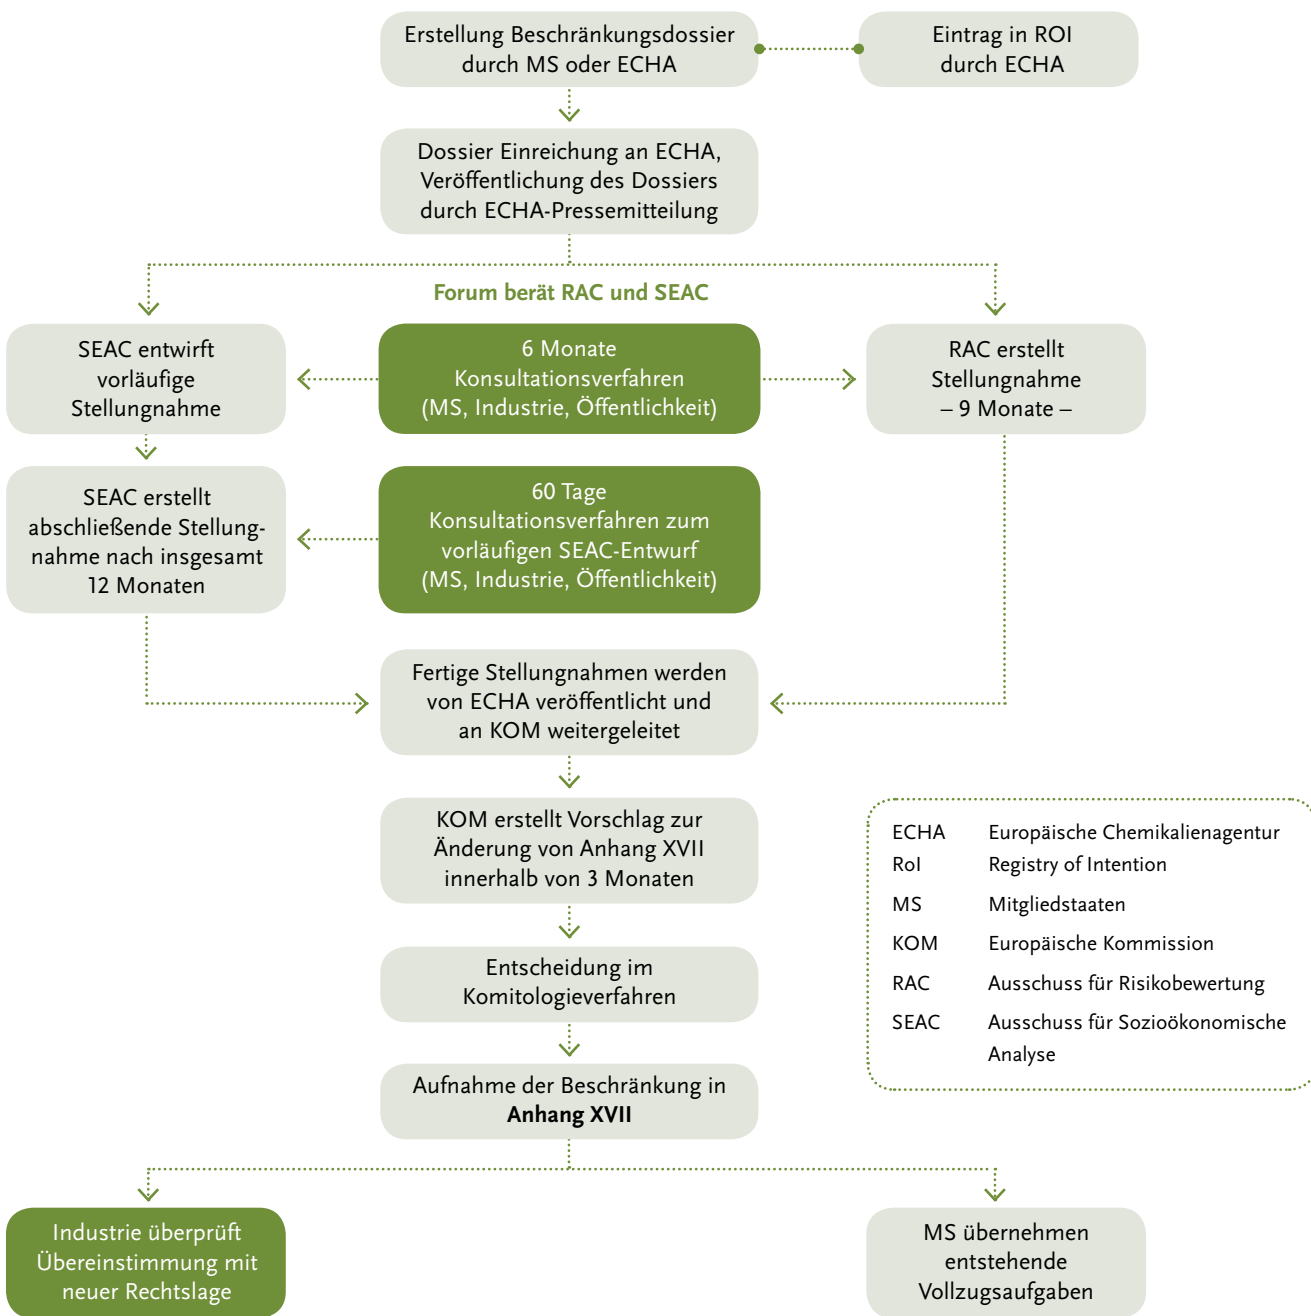 Erstellung Beschränkungsdossier
durch MS oder ECHA
Eintrag in ROI
durch ECHA
Dossier Einreichung an ECHA,
Veröffentlichung des Dossiers
durch ECHA-Pressemitteilung
Forum berät RAC und SEAC
SEAC entwirft
vorläufige
Stellungnahme
6 Monate
Konsultationsverfahren
(MS, Industrie, Öffentlichkeit)
RAC erstellt
Stellungnahme
– 9 Monate –
SEAC erstellt
abschließende Stellung-
nahme nach insgesamt
12 Monaten
60 Tage
Konsultationsverfahren zum
vorläufigen SEAC-Entwurf
(MS, Industrie, Öffentlichkeit)
Fertige Stellungnahmen werden
von ECHA veröffentlicht und
an KOM weitergeleitet
KOM erstellt Vorschlag zur
Änderung von Anhang XVII
innerhalb von 3 Monaten
Entscheidung im
Komitologieverfahren
Aufnahme der Beschränkung in
Anhang XVII
ECHA Europäische Chemikalienagentur
RoI Registry of Intention
MS Mitgliedstaaten
KOM Europäische Kommission
RAC Ausschuss für Risikobewertung
SEAC Ausschuss für Sozioökonomische
Analyse
Industrie überprüft
Übereinstimmung mit
neuer Rechtslage
MS übernehmen
entstehende
Vollzugsaufgaben